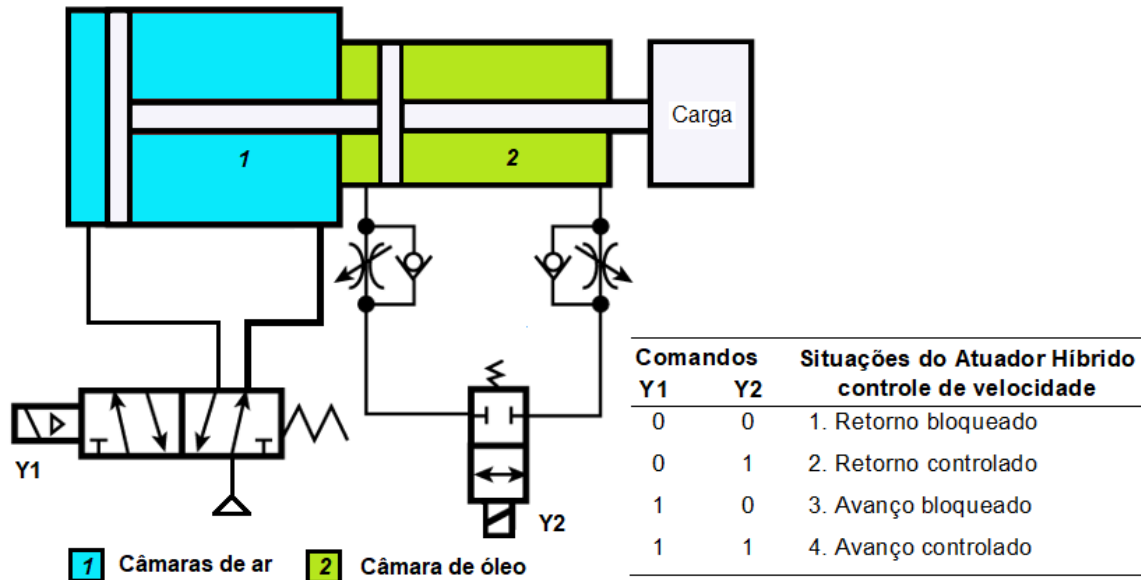 1
2
Carga
Y1
Y2
1 Câmaras de ar
2 Câmara de óleo
Comandos Situações do Atuador Híbrido
Y1 Y2 controle de velocidade
0 0 1. Retorno bloqueado
0 1 2. Retorno controlado
1 0 3. Avanço bloqueado
1 1 4. Avanço controlado